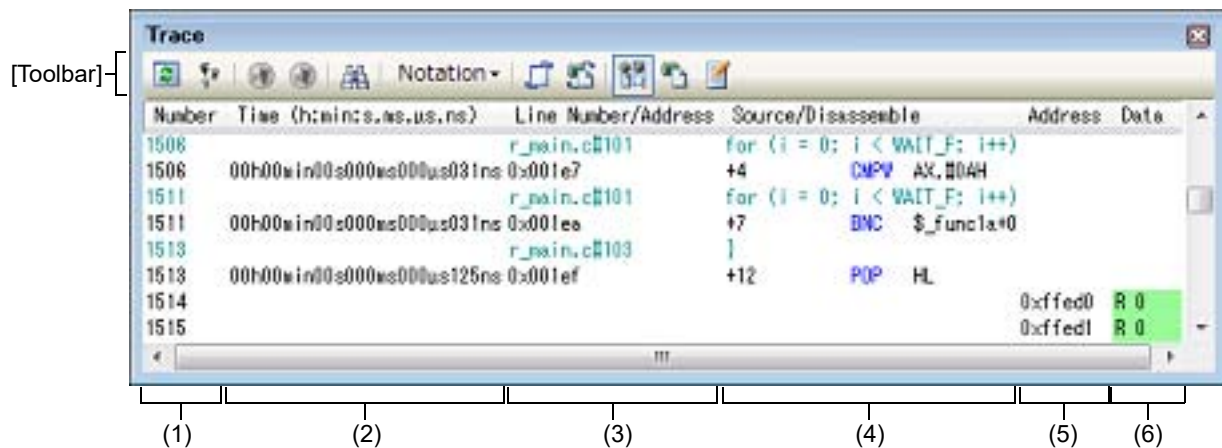 Trace
[Toolbar]
Notation
Number Time (h:min:s,ms,µs,ns) Line Number/Address Source/Disassemble Address Data
1506 r_main.c#101 for (i = 0; i < WAIT_F; i++)
1506 00h00min00s000ms000µs031ns 0x001e7 +4 CMPW AX,#0AH
1511 r_main.c#101 for (i = 0; i < WAIT_F; i++)
1511 00h00min00s000ms000µs031ns 0x001ea +7 BNC $_func1a+0
1513 r_main.c#103 }
1513 00h00min00s000ms000µs125ns 0x001ef +12 POP HL
1514 0xffed0 R 0
1515 0xffed1 R 0
(1) (2) (3) (4) (5) (6)